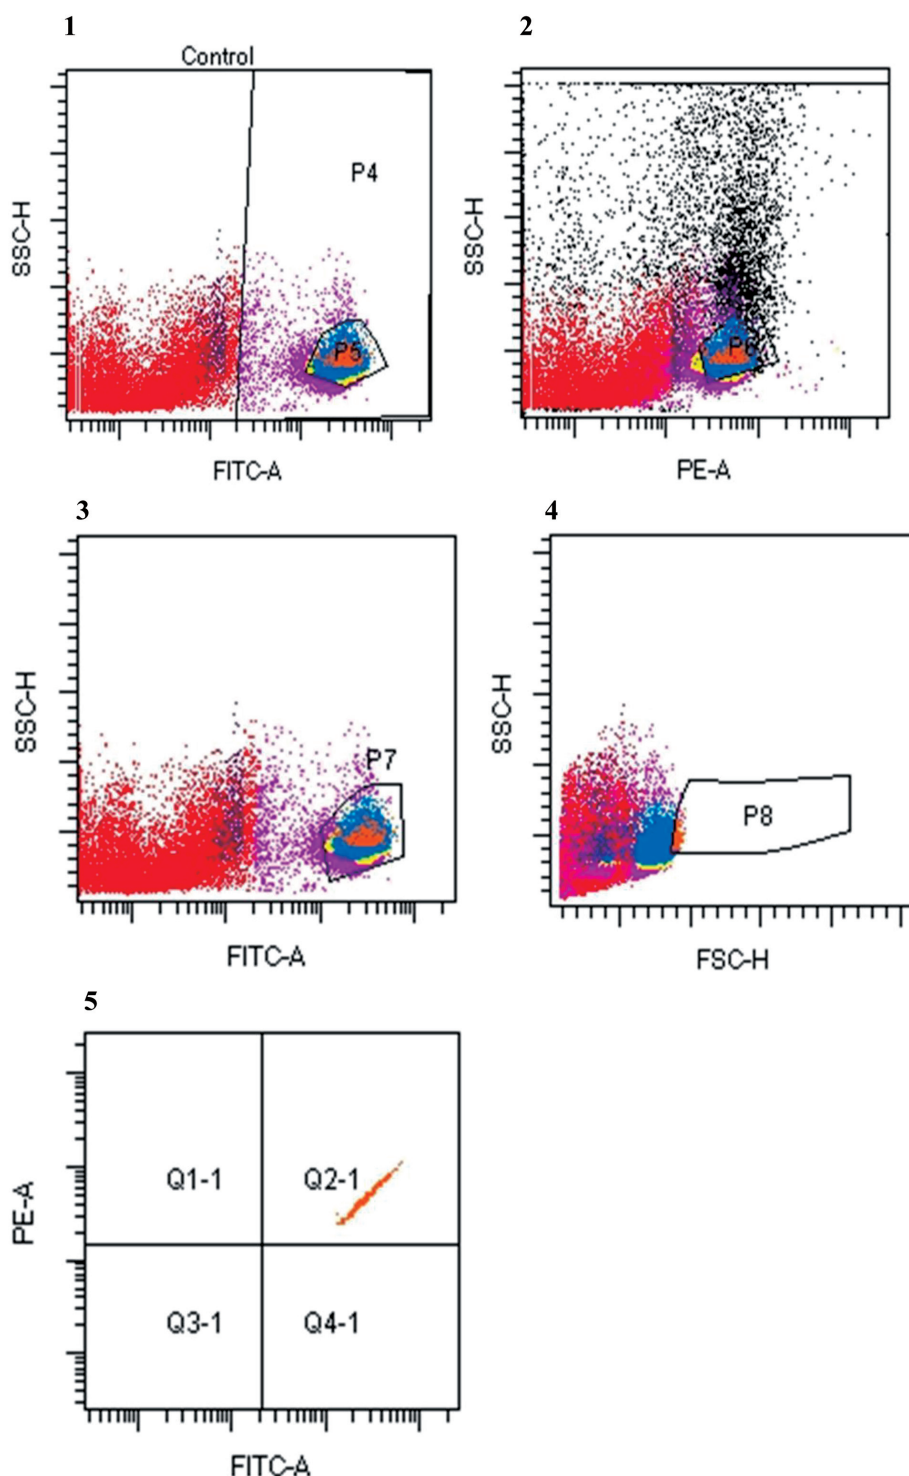 1
Control
P4
SSC-H
P5
FITC-A
2
SSC-H
P6
PE-A
3
SSC-H
P7
FITC-A
4
SSC-H
P8
FSC-H
5
PE-A
Q1-1
Q2-1
Q3-1
Q4-1
FITC-A